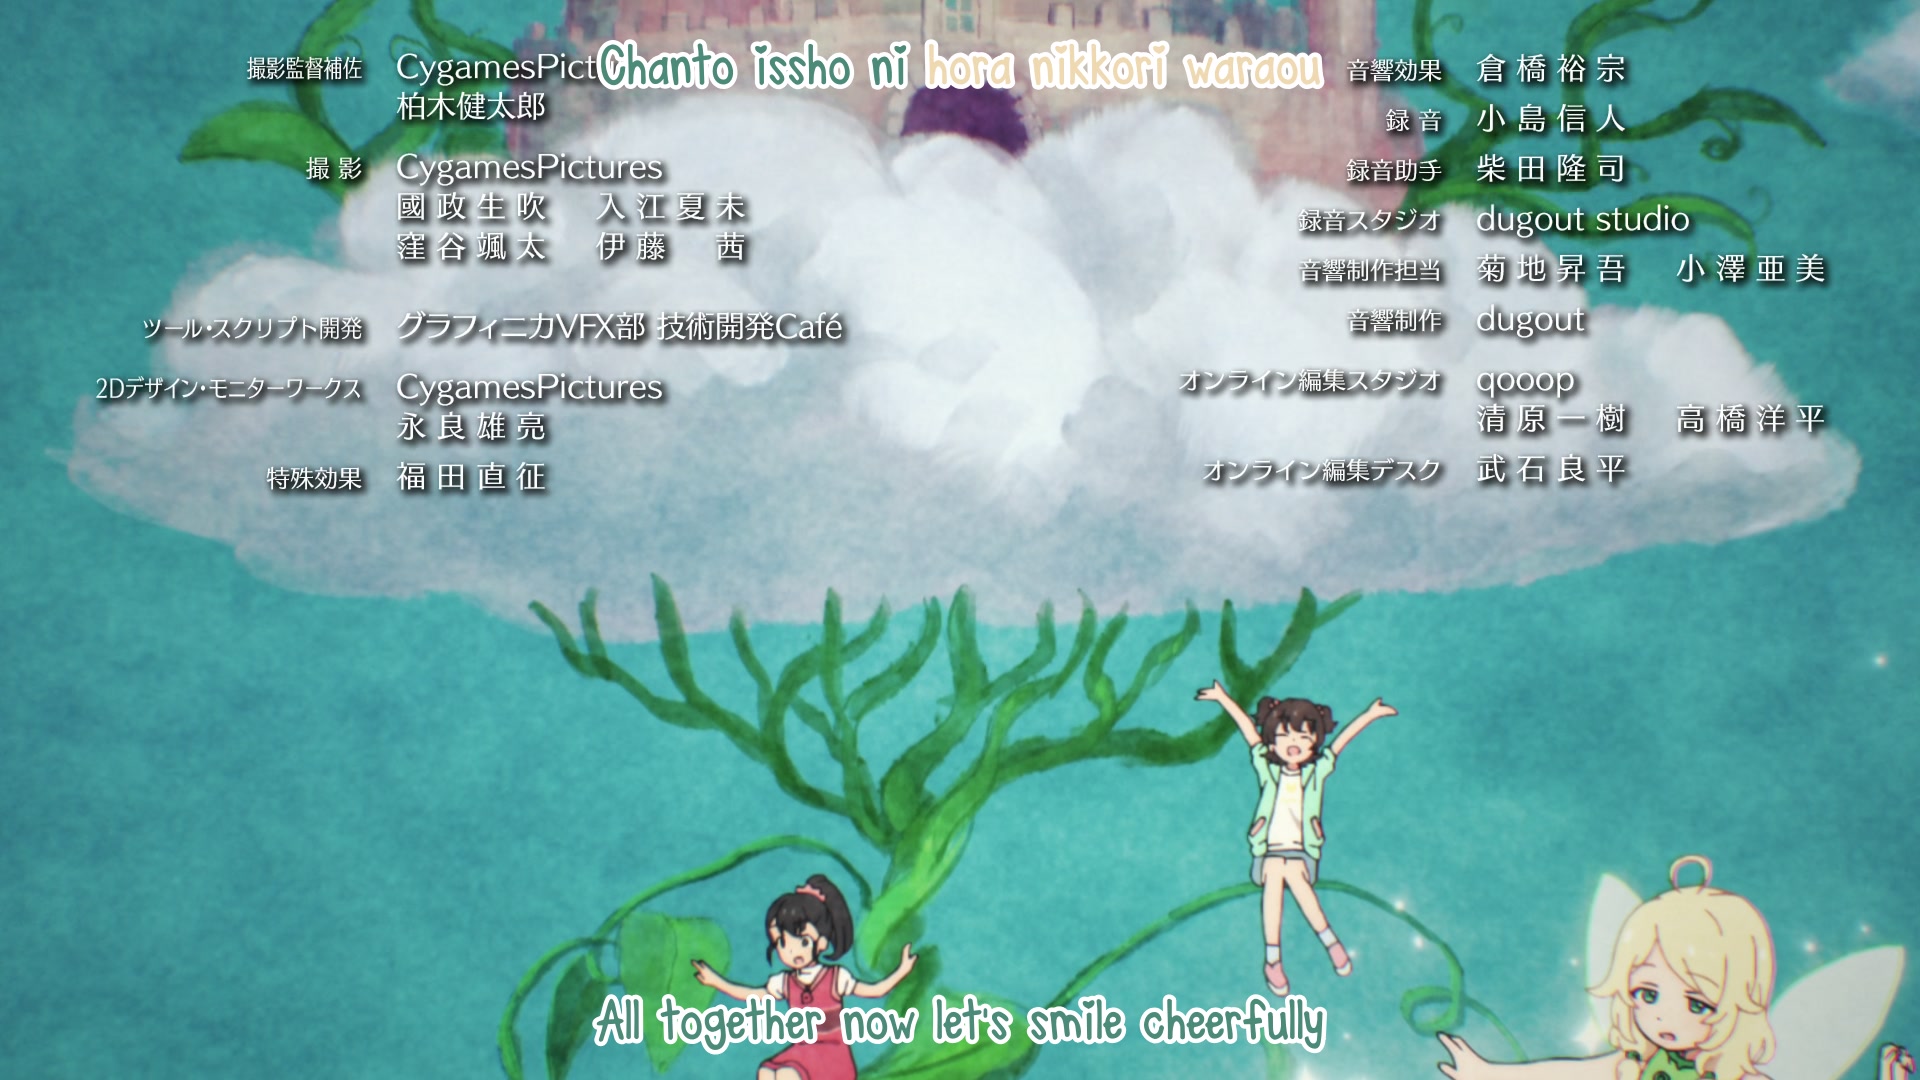 Chanto issho ni hora nikkori waraou
撮影監督補佐 CygamesPict
柏木健太郎
撮影 CygamesPictures
國政生吹 入江夏未
窪谷颯太 伊藤 茜
ツール・スクリプト開発 グラフィニカVFX部 技術開発Café
2Dデザイン・モニターワークス CygamesPictures
永良雄亮
特殊効果 福田直征
音響効果 倉橋裕宗
録音 小島信人
録音助手 柴田隆司
録音スタジオ dugout studio
音響制作担当 菊地昇吾 小澤亜美
音響制作 dugout
オンライン編集スタジオ qooop
清原一樹 高橋洋平
オンライン編集デスク 武石良平
All together now let's smile cheerfully